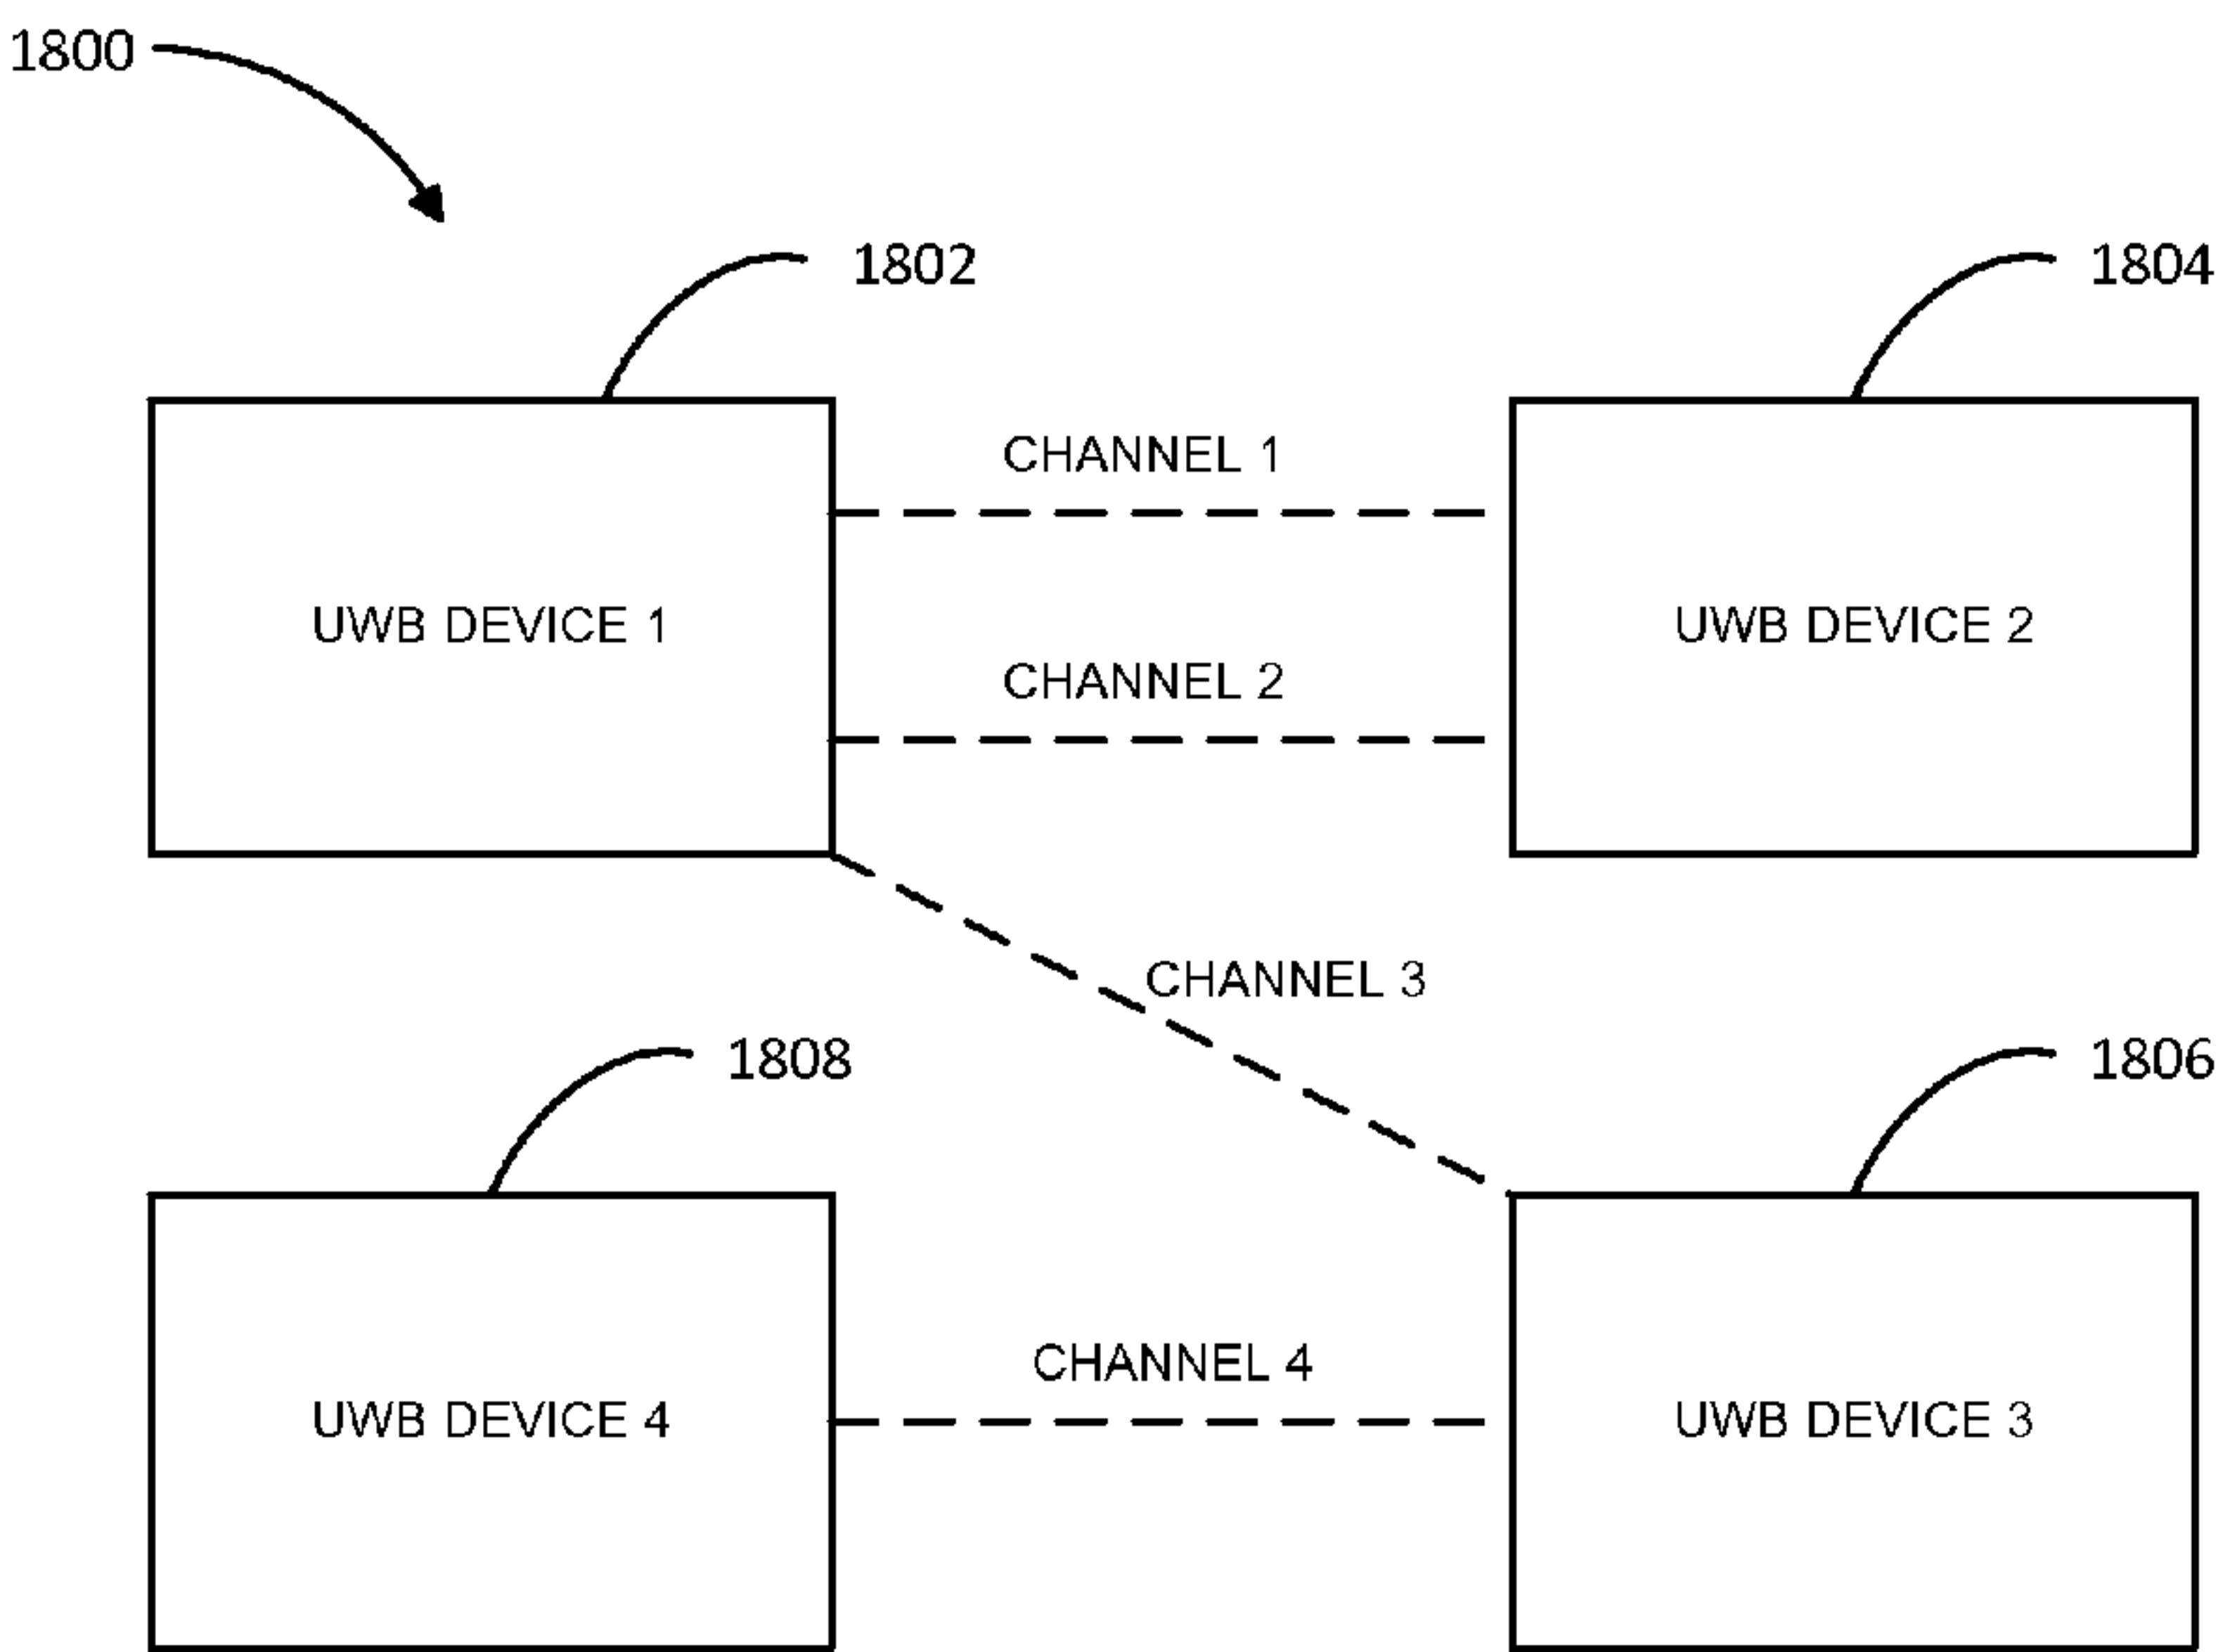 1800
1802
1804
CHANNEL 1
UWB DEVICE 1
UWB DEVICE 2
CHANNEL 2
CHANNEL 3
1808
1806
CHANNEL 4
UWB DEVICE 4
UWB DEVICE 3